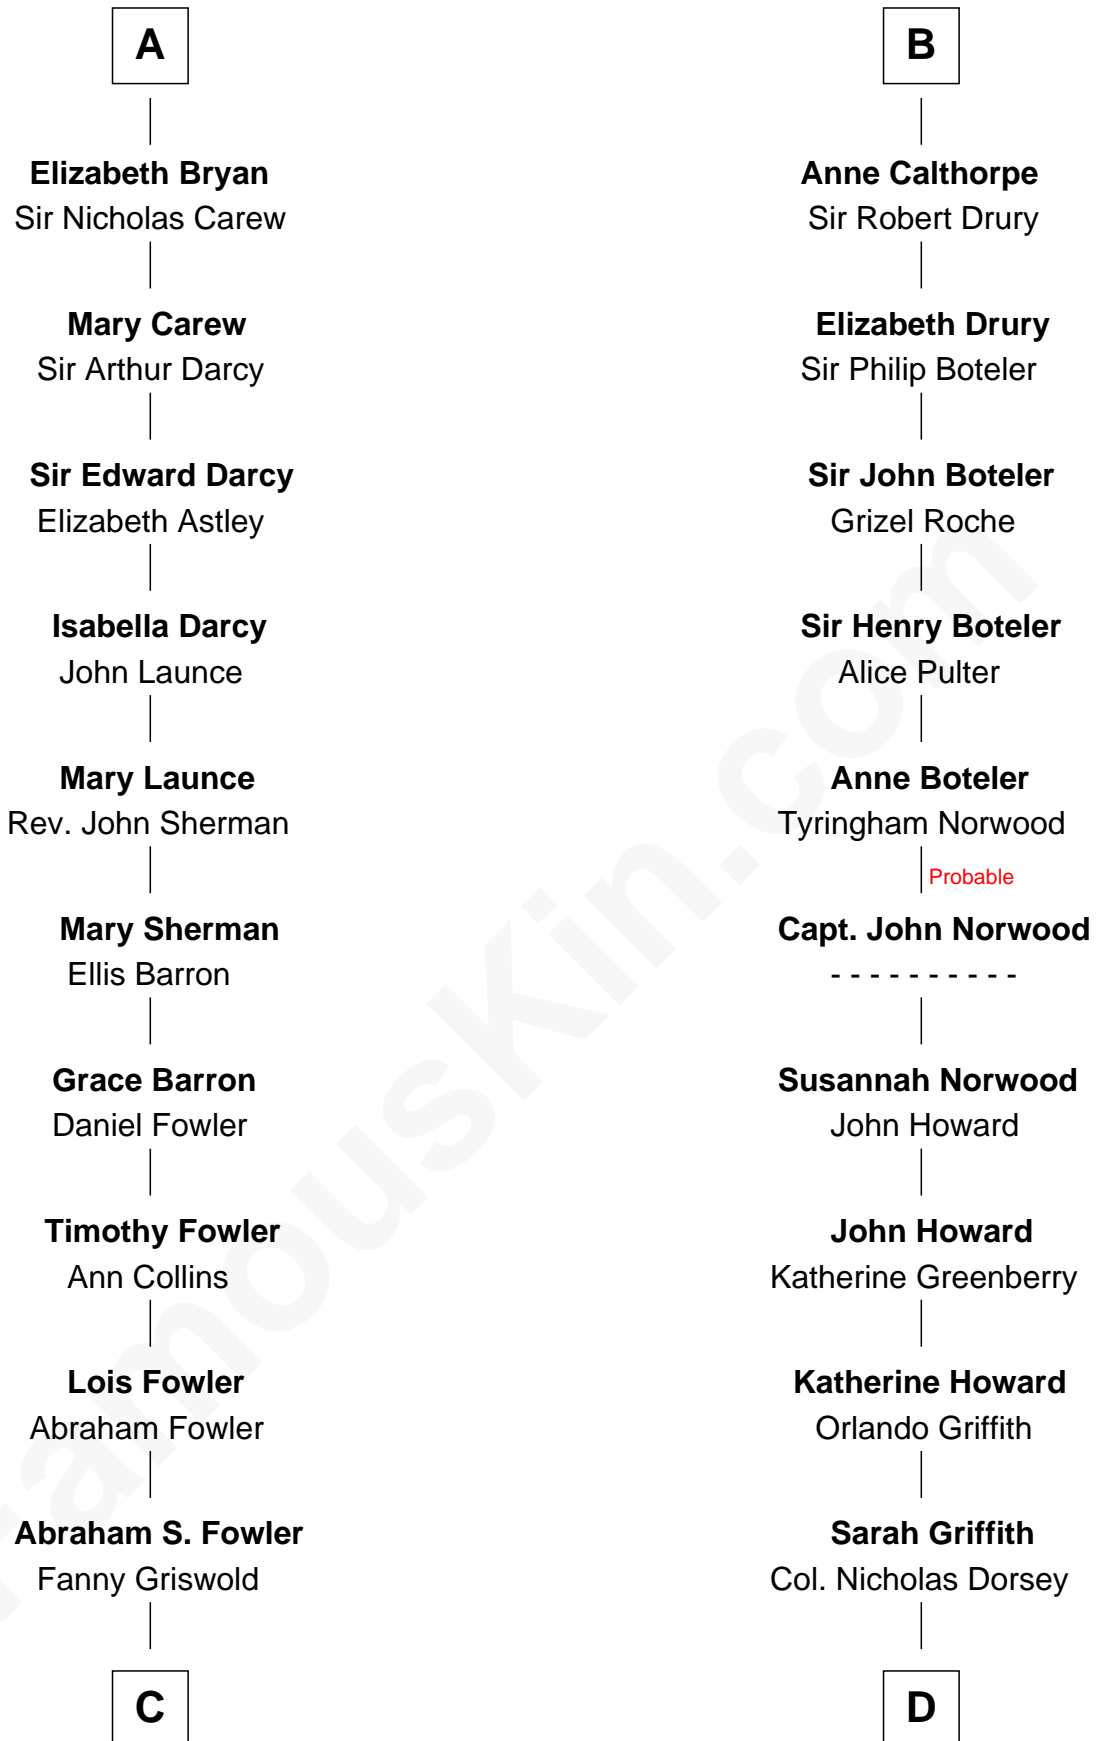 A
Elizabeth Bryan
Sir Nicholas Carew
Mary Carew
Sir Arthur Darcy
Sir Edward Darcy
Elizabeth Astley
Isabella Darcy
John Launce
Mary Launce
Rev. John Sherman
Mary Sherman
Ellis Barron
Grace Barron
Daniel Fowler
Timothy Fowler
Ann Collins
Lois Fowler
Abraham Fowler
Abraham S. Fowler
Fanny Griswold
C
B
Anne Calthorpe
Sir Robert Drury
Elizabeth Drury
Sir Philip Boteler
Sir John Boteler
Grizel Roche
Sir Henry Boteler
Alice Pulter
Anne Boteler
Tyringham Norwood
Probable
Capt. John Norwood
- - - - - - - - - -
Susannah Norwood
John Howard
John Howard
Katherine Greenberry
Katherine Howard
Orlando Griffith
Sarah Griffith
Col. Nicholas Dorsey
D
FamousKin.com